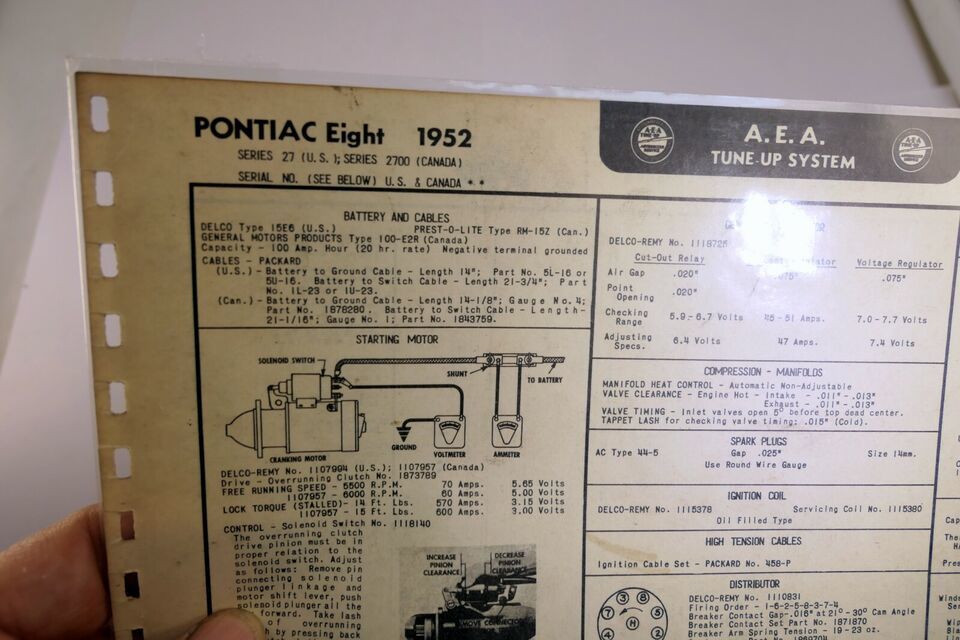 PONTIAC Eight 1952
SERIES 27 (U.S.); SERIES 2700 (CANADA)
SERIAL NO. (SEE BELOW) U.S. & CANADA **
A.E.A.
TUNE-UP SYSTEM
BATTERY AND CABLES
DELCO Type 15E6 (U.S.) PREST-O-LITE Type RM-15Z (Can.)
GENERAL MOTORS PRODUCTS Type 100-E2R (Canada)
Capacity - 100 Amp. Hour (20 hr. rate) Negative terminal grounded
CABLES - PACKARD
(U.S.) - Battery to Ground Cable - Length 14"; Part No. 5L-16 or
5U-16. Battery to Switch Cable - Length 21-3/4"; Part
No. 1L-23 or 1U-23.
(Can.) - Battery to Ground Cable - Length 14-1/8"; Gauge No. 4;
Part No. 1878280. Battery to Switch Cable - Length-
21-1/16"; Gauge No. 1; Part No. 1843759.
STARTING MOTOR
SOLENOID SWITCH
SHUNT
TO BATTERY
GROUND
VOLTMETER
AMMETER
CRANKING MOTOR
DELCO-REMY No. 1107994 (U.S.); 1107957 (Canada)
Drive - Overrunning Clutch No. 1873789
FREE RUNNING SPEED - 5500 R.P.M. 70 Amps. 5.65 Volts
1107957 - 6000 R.P.M. 60 Amps. 5.00 Volts
LOCK TORQUE (STALLED) - 14 Ft. Lbs. 570 Amps. 3.15 Volts
1107957 - 15 Ft. Lbs. 600 Amps. 3.00 Volts
CONTROL - Solenoid Switch No. 1118140
The overrunning clutch
drive pinion must be in
proper relation to the
solenoid switch. Adjust
as follows: Remove pin
connecting solenoid
plunger linkage and
motor shift lever, push
solenoid plunger all the
forward. Take lash
of overrunning
by pressing back
INCREASE
PINION
CLEARANCE
DECREASE
PINION
CLEARANCE
DELCO-REMY No. 1118725
Cut-Out Relay Voltage Regulator
Air Gap .020" .075" .075"
Point
Opening .020"
Checking
Range 5.9-6.7 Volts 45-51 Amps. 7.0-7.7 Volts
Adjusting
Specs. 6.4 Volts 47 Amps. 7.4 Volts
COMPRESSION - MANIFOLDS
MANIFOLD HEAT CONTROL - Automatic Non-Adjustable
VALVE CLEARANCE - Engine Hot - Intake - .011"-.013"
Exhaust - .011"-.013"
VALVE TIMING - Inlet valves open 5° before top dead center.
TAPPET LASH for checking valve timing: .015" (Cold).
SPARK PLUGS
AC Type 44-5 Gap .025" Size 14mm.
Use Round Wire Gauge
IGNITION COIL
DELCO-REMY No. 1115378 Servicing Coil No. 1115380
Oil Filled Type
HIGH TENSION CABLES
Ignition Cable Set - PACKARD No. 458-P
DISTRIBUTOR
DELCO-REMY No. 1110831
Firing Order - 1-6-2-5-8-3-7-4
Breaker Contact Gap-.016" at 21°-30° Cam Angle
Breaker Contact Set Part No. 1871870
Breaker Arm Spring Tension - 19-23 oz.